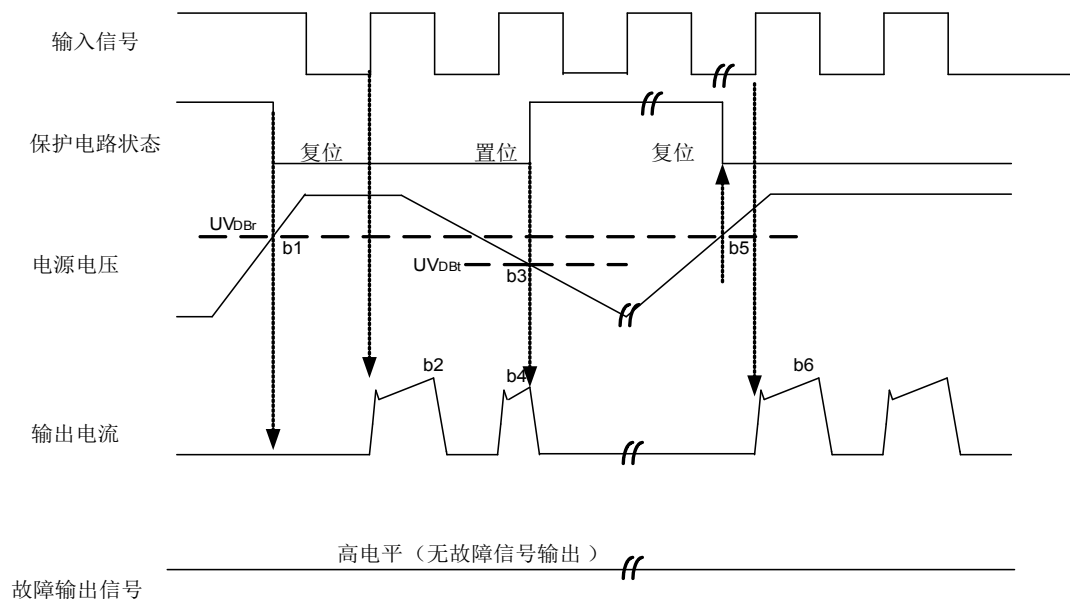 输入信号
保护电路状态
复位
置位
复位
UVDBr
b1
电源电压
UVDBt
b3
b5
b2
b4
b6
输出电流
高电平（无故障信号输出）
故障输出信号